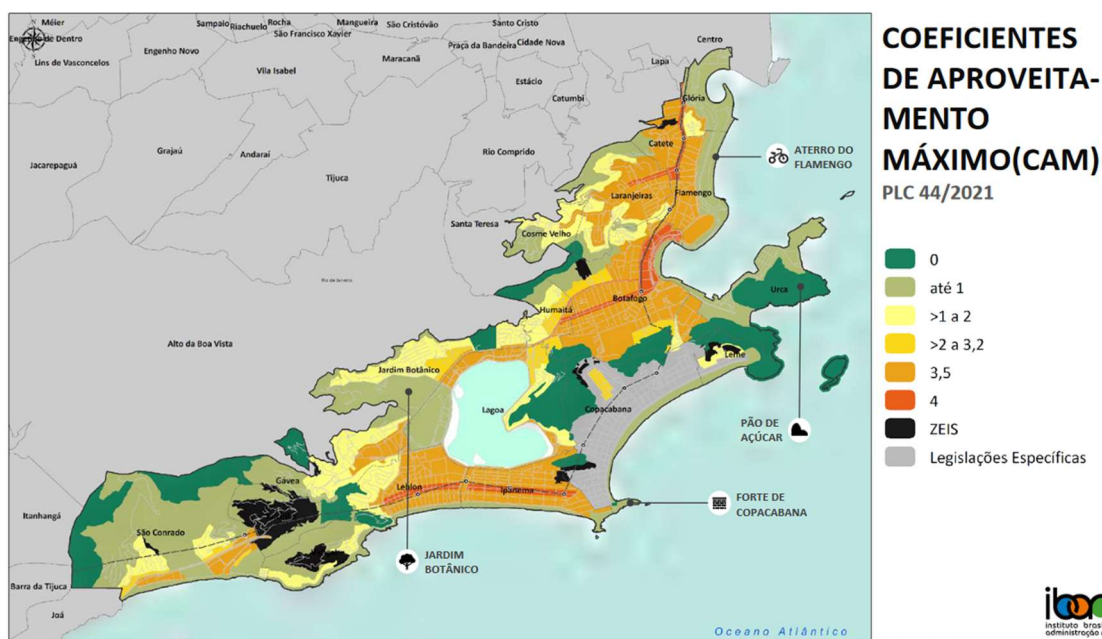 Méier
Sampaio
Riachuelo
Rocha
São Francisco Xavier
Mangueira
São Cristóvão
Santo Cristo
Centro
Engenho de Dentro
Engenho Novo
Praça da Bandeira
Cidade Nova
Lins de Vasconcelos
Vila Isabel
Maracanã
Lapa
Estácio
Catumbi
Glória
Jacarepaguá
Grajaú
Andaraí
Rio Comprido
Catete
Tijuca
Laranjeiras
Flamengo
Santa Teresa
Cosme Velho
Rio de Janeiro
Botafogo
Urca
Humaitá
Alto da Boa Vista
Jardim Botânico
Leme
Lagoa
Copacabana
Gávea
Leblon
Ipanema
Itanhangá
São Conrado
Barra da Tijuca
Joá
Oceano Atlântico
ATERRO DO
FLAMENGO
PÃO DE
AÇÚCAR
FORTE DE
COPACABANA
JARDIM
BOTÂNICO
COEFICIENTES
DE APROVEITA-
MENTO
MÁXIMO(CAM)
PLC 44/2021
0
até 1
>1 a 2
>2 a 3,2
3,5
4
ZEIS
Legislações Específicas